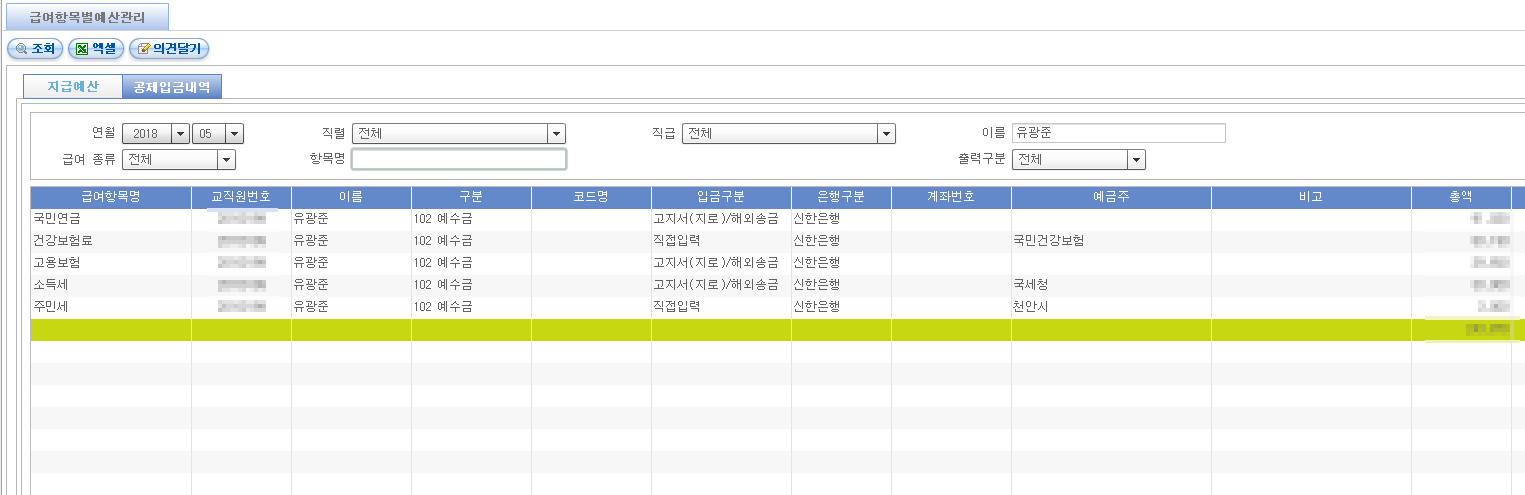 급여항목별예산관리
조회 엑셀 의견달기
지급예산 공제입금내역
연월 2018 05 직렬 전체 직급 전체 이름 유광준
급여 종류 전체 항목명 출력구분 전체
급여항목명 교직원번호 이름 구분 코드명 입금구분 은행구분 계좌번호 예금주 비고 총액
국민연금 유광준 102 예수금 고지서(지로)/해외송금 신한은행
건강보험료 유광준 102 예수금 직접입력 신한은행 국민건강보험
고용보험 유광준 102 예수금 고지서(지로)/해외송금 신한은행
소득세 유광준 102 예수금 고지서(지로)/해외송금 신한은행 국세청
주민세 유광준 102 예수금 직접입력 신한은행 천안시